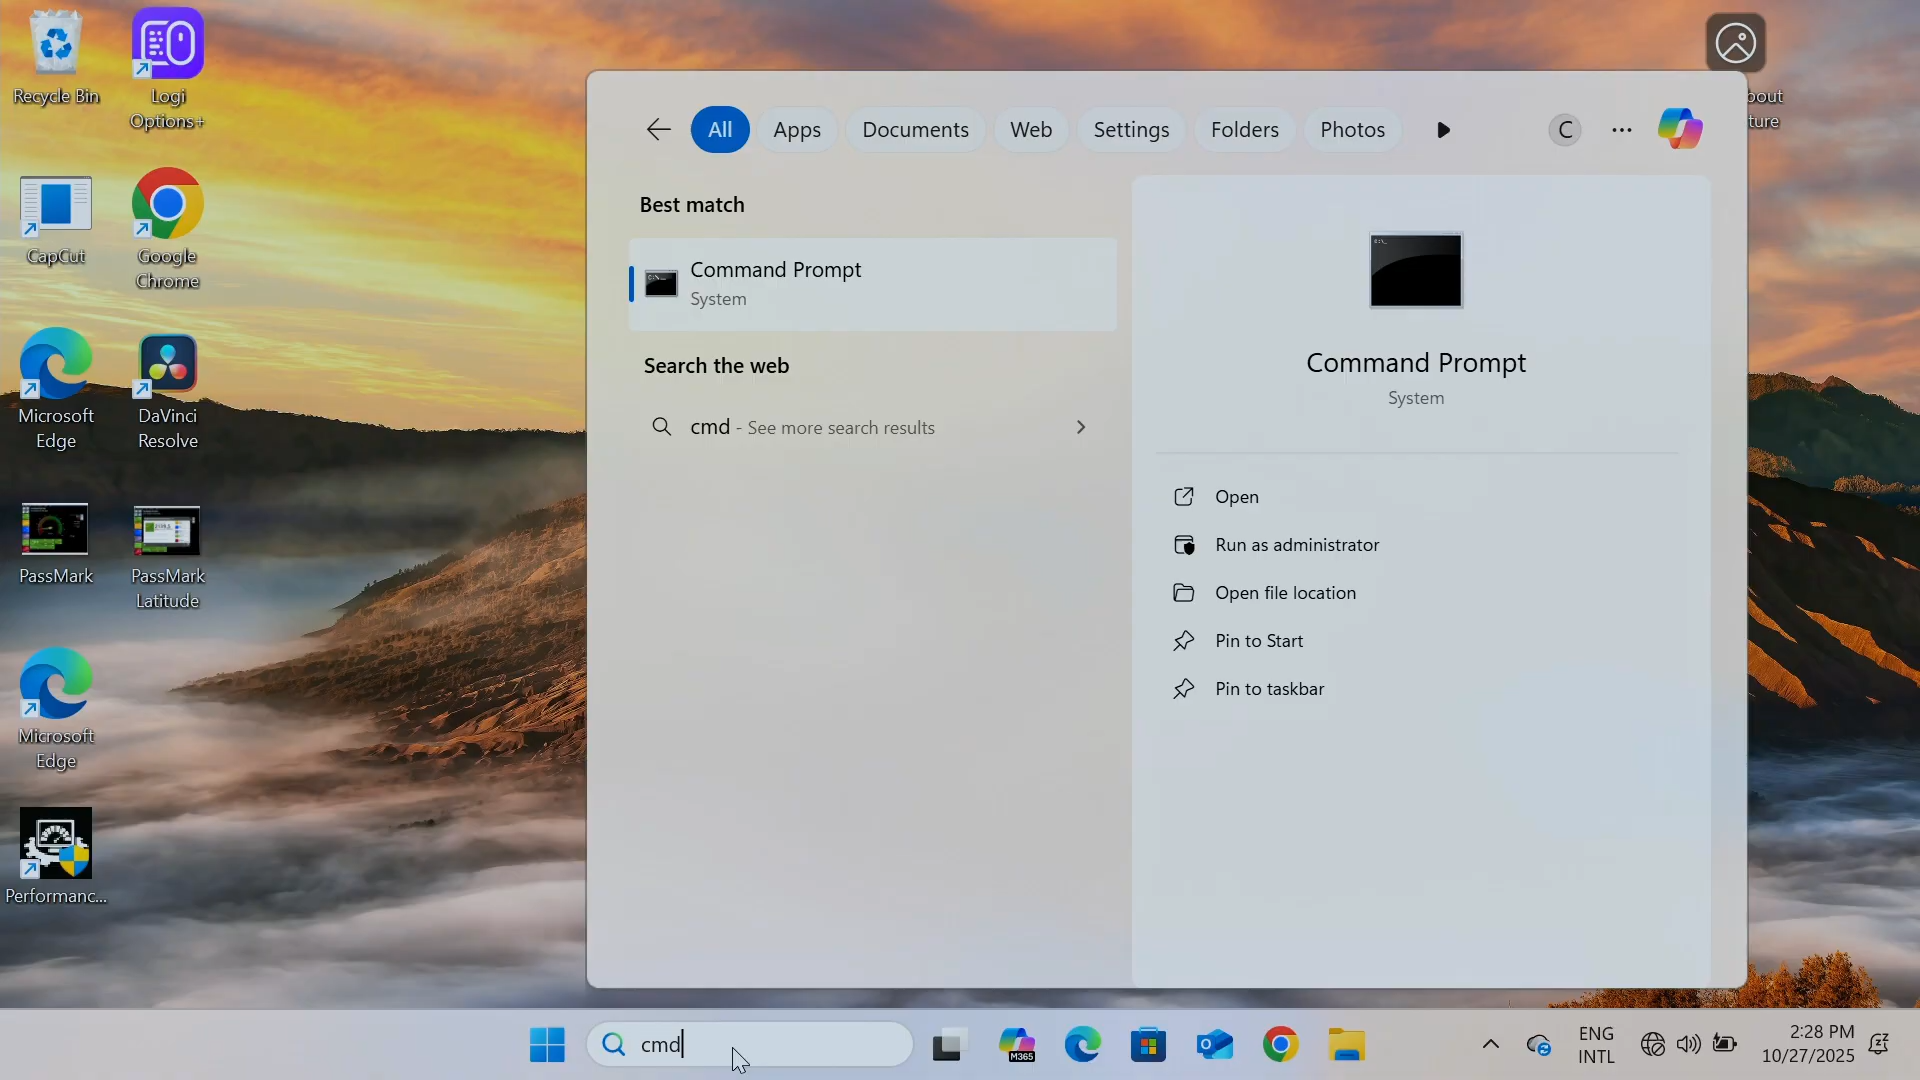 Recycle Bin
Logi
Options+
CapCut
Google
Chrome
Microsoft
Edge
DaVinci
Resolve
PassMark
PassMark
Latitude
Microsoft
Edge
Performanc...
All
Apps
Documents
Web
Settings
Folders
Photos
C
Best match
Command Prompt
System
Search the web
cmd - See more search results
Command Prompt
System
Open
Run as administrator
Open file location
Pin to Start
Pin to taskbar
cmd
M365
ENG
INTL
2:28 PM
10/27/2025